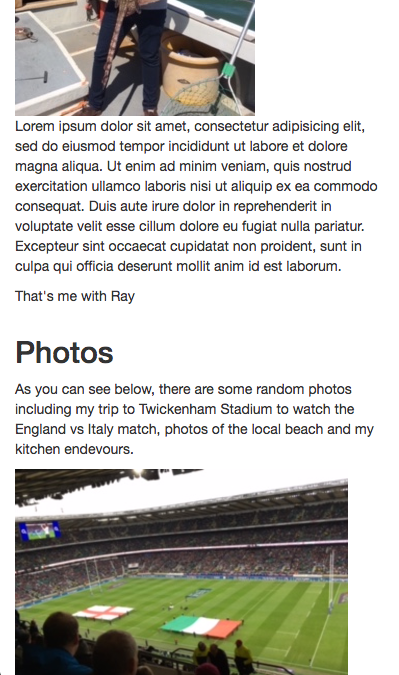 Lorem ipsum dolor sit amet, consectetur adipisicing elit,
sed do eiusmod tempor incididunt ut labore et dolore
magna aliqua. Ut enim ad minim veniam, quis nostrud
exercitation ullamco laboris nisi ut aliquip ex ea commodo
consequat. Duis aute irure dolor in reprehenderit in
voluptate velit esse cillum dolore eu fugiat nulla pariatur.
Excepteur sint occaecat cupidatat non proident, sunt in
culpa qui officia deserunt mollit anim id est laborum.
That's me with Ray
Photos
As you can see below, there are some random photos
including my trip to Twickenham Stadium to watch the
England vs Italy match, photos of the local beach and my
kitchen endevours.